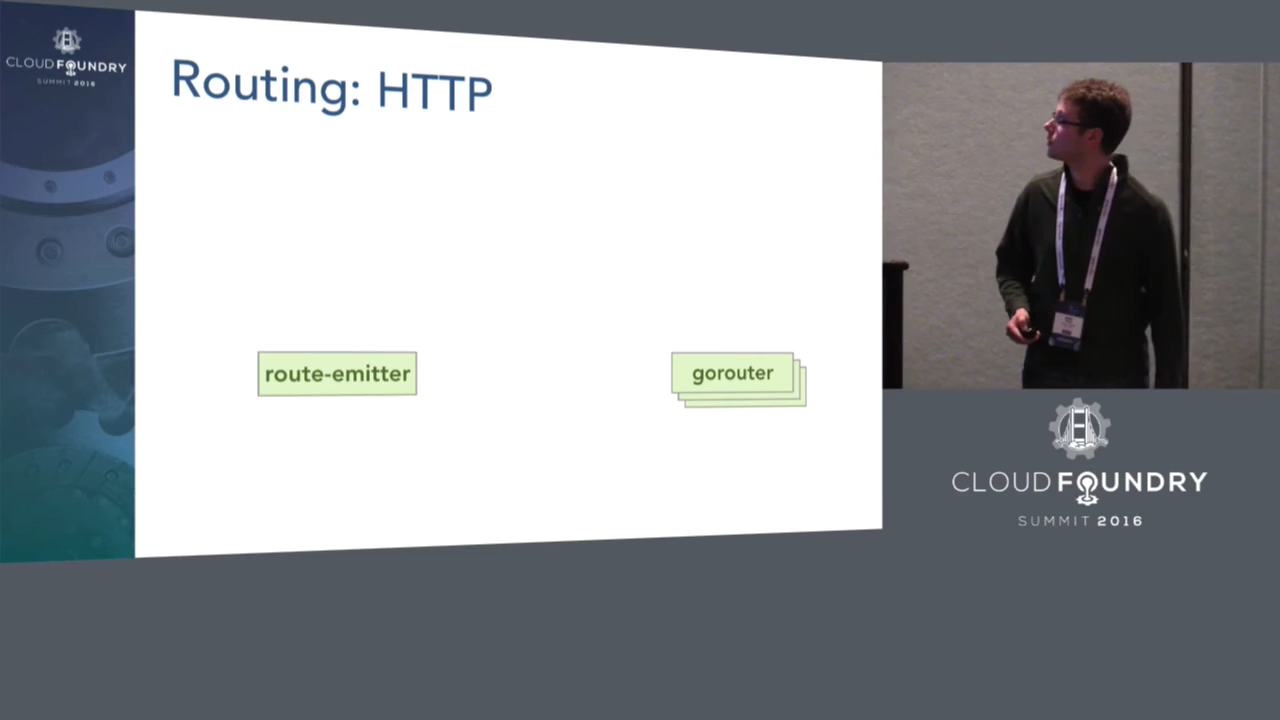 CLOUD FOUNDRY
SUMMIT 2016
Routing: HTTP
route-emitter
gorouter
CLOUD FOUNDRY
SUMMIT 2016